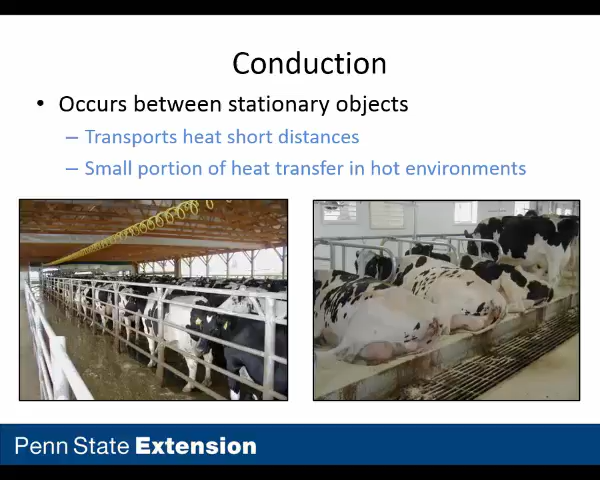 Conduction
• Occurs between stationary objects
– Transports heat short distances
– Small portion of heat transfer in hot environments
Penn State Extension